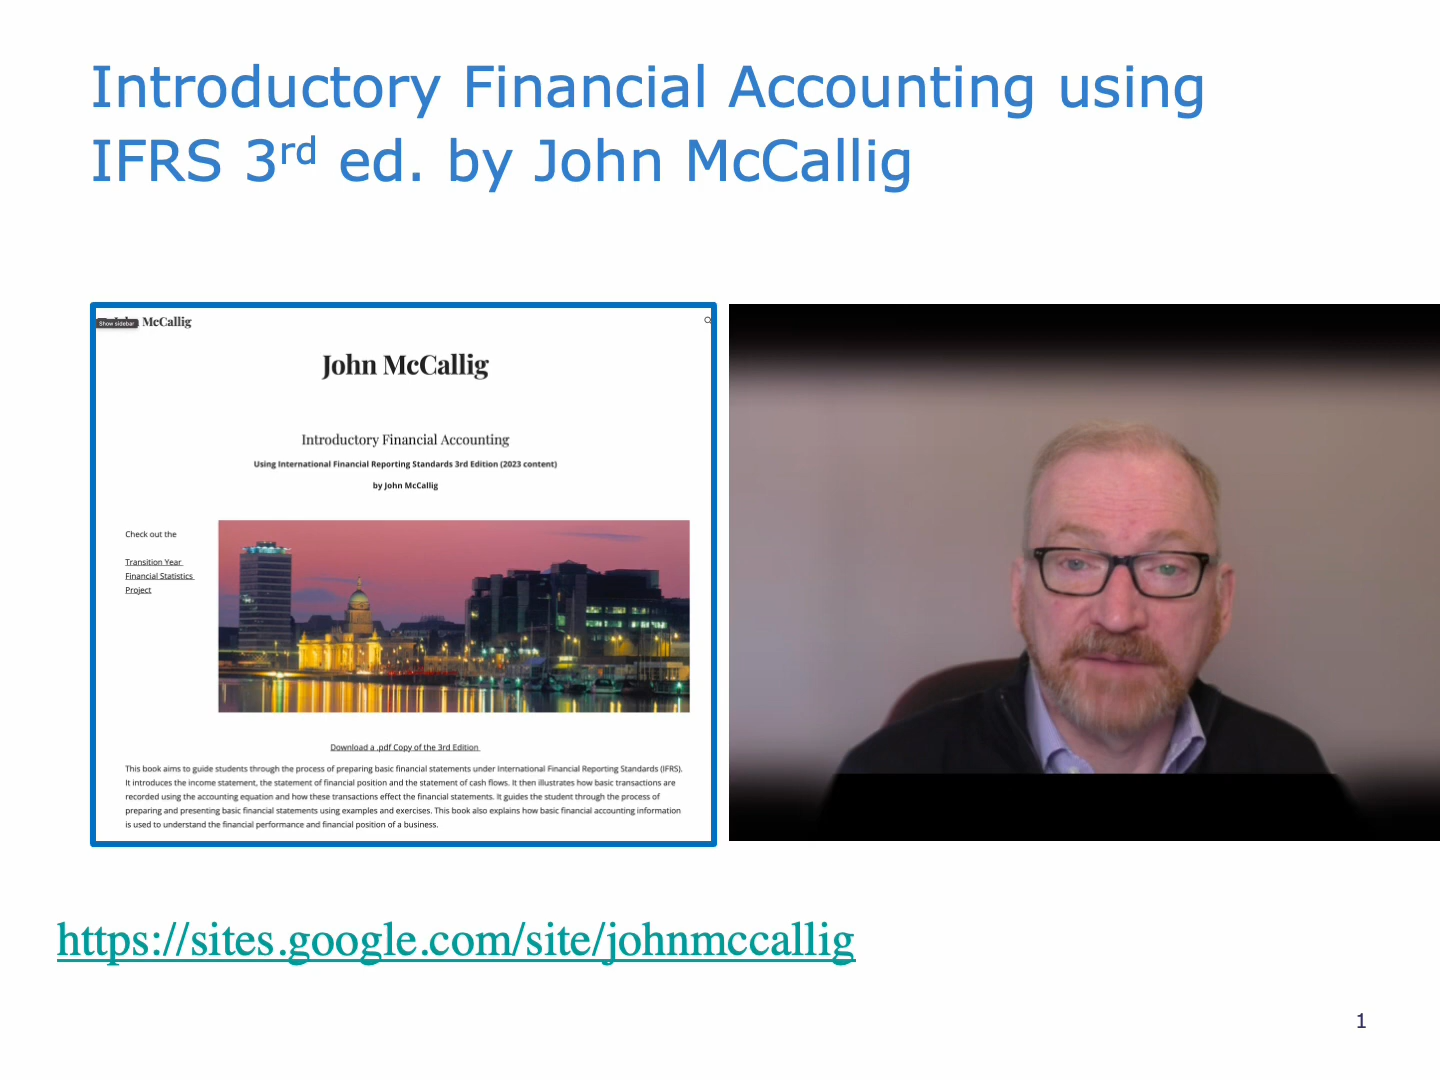 Introductory Financial Accounting using
IFRS 3rd ed. by John McCallig
Show sidebar
McCallig
John McCallig
Introductory Financial Accounting
Using International Financial Reporting Standards 3rd Edition (2023 content)
by John McCallig
Check out the
Transition Year
Financial Statistics
Project
Download a .pdf Copy of the 3rd Edition
This book aims to guide students through the process of preparing basic financial statements under International Financial Reporting Standards (IFRS).
It introduces the income statement, the statement of financial position and the statement of cash flows. It then illustrates how basic transactions are
recorded using the accounting equation and how these transactions effect the financial statements. It guides the student through the process of
preparing and presenting basic financial statements using examples and exercises. This book also explains how basic financial accounting information
is used to understand the financial performance and financial position of a business.
https://sites.google.com/site/johnmccallig
1